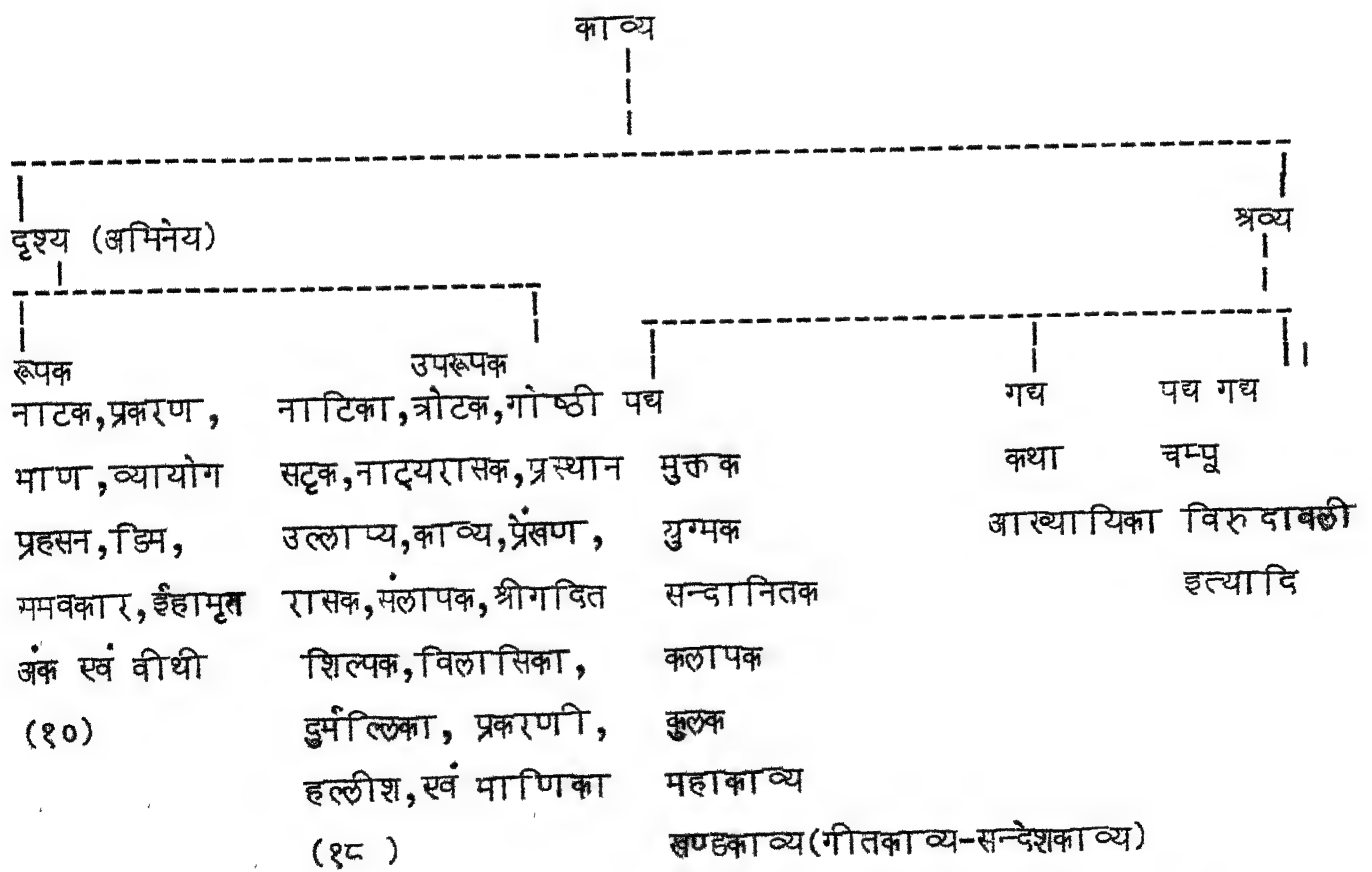 काव्य
दृश्य (अभिनेय) श्रव्य
रूपक उपरूपक
नाटक,प्रकरण, नाटिका,त्रोटक,गोष्ठी पद्य गद्य पद्य गद्य
भाण,व्यायोग सट्टक,नाट्यरासक,प्रस्थान मुक्तक कथा चम्पू
प्रहसन,डिम, उल्लाप्य,काव्य,प्रेंखण, युग्मक आख्यायिका विरुदावली
समवकार,ईहामृग रासक,संलापक,श्रीगदित सन्दानितक इत्यादि
अंक एवं वीथी शिल्पक,विलासिका, कलापक
(१०) दुर्मल्लिका, प्रकरणी, कुलक
हल्लीश,एवं भाणिका महाकाव्य
(१८ ) खण्डकाव्य(गीतकाव्य-सन्देशकाव्य)